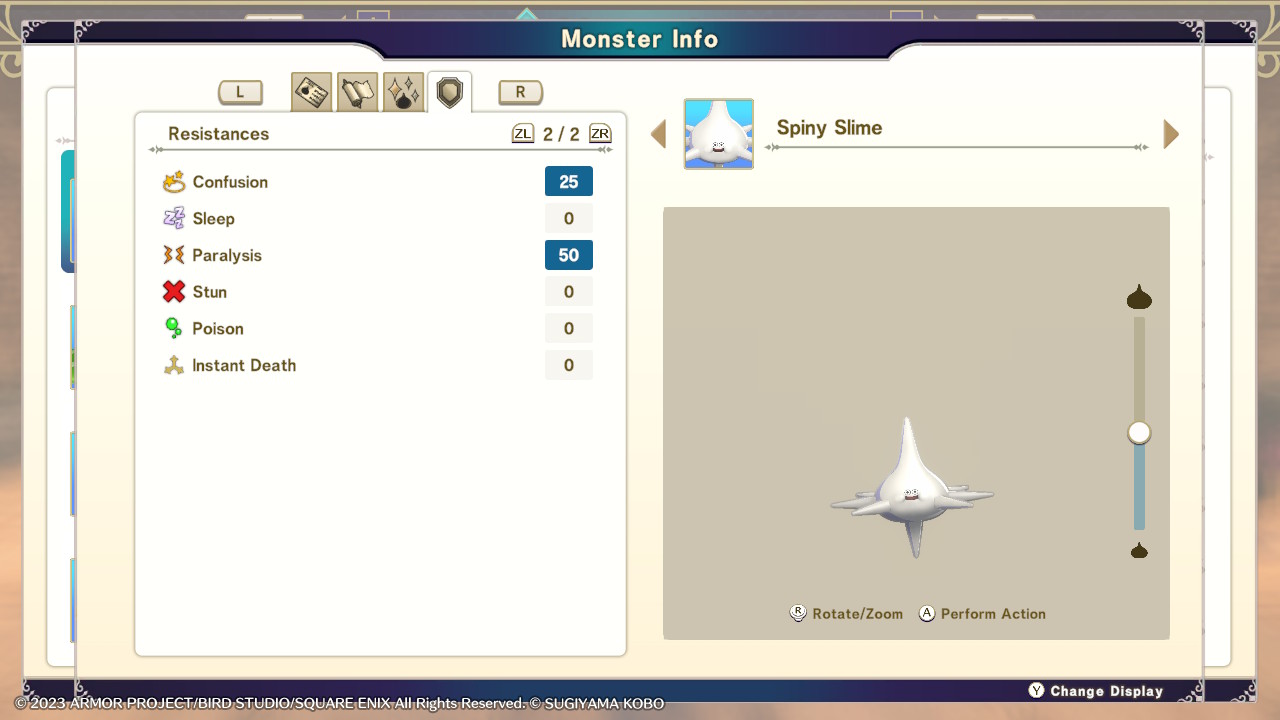 Monster Info
L
R
Resistances
ZL 2 / 2 ZR
Confusion 25
Sleep 0
Paralysis 50
Stun 0
Poison 0
Instant Death 0
Spiny Slime
R Rotate/Zoom A Perform Action
Y Change Display
© 2023 ARMOR PROJECT/BIRD STUDIO/SQUARE ENIX All Rights Reserved. © SUGIYAMA KOBO